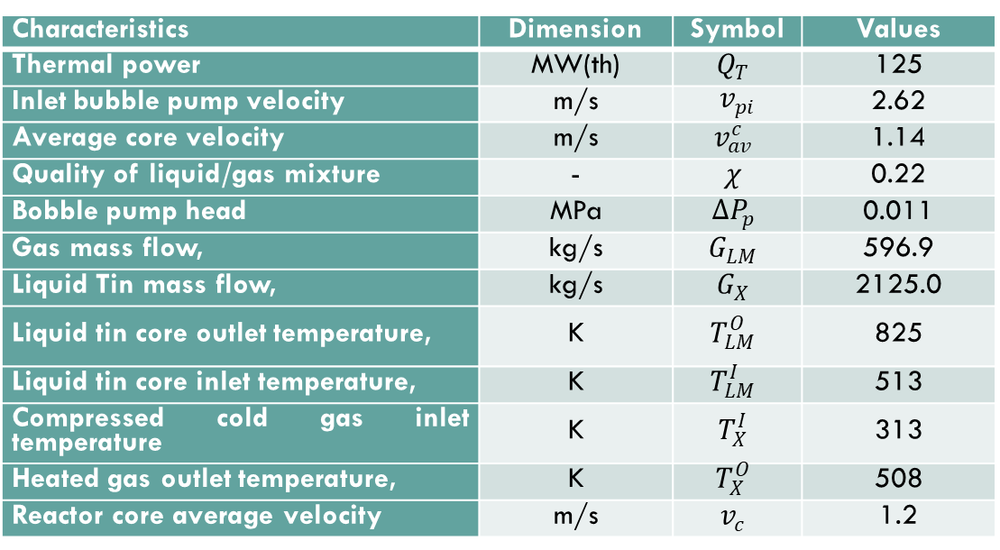 Characteristics Dimension Symbol Values
Thermal power MW(th) Q_T 125
Inlet bubble pump velocity m/s v_{pi} 2.62
Average core velocity m/s v_{av}^{c} 1.14
Quality of liquid/gas mixture - χ 0.22
Bobble pump head MPa ΔP_p 0.011
Gas mass flow, kg/s G_{LM} 596.9
Liquid Tin mass flow, kg/s G_X 2125.0
Liquid tin core outlet temperature, K T_{LM}^{O} 825
Liquid tin core inlet temperature, K T_{LM}^{I} 513
Compressed cold gas inlet
temperature K T_X^I 313
Heated gas outlet temperature, K T_X^O 508
Reactor core average velocity m/s v_c 1.2